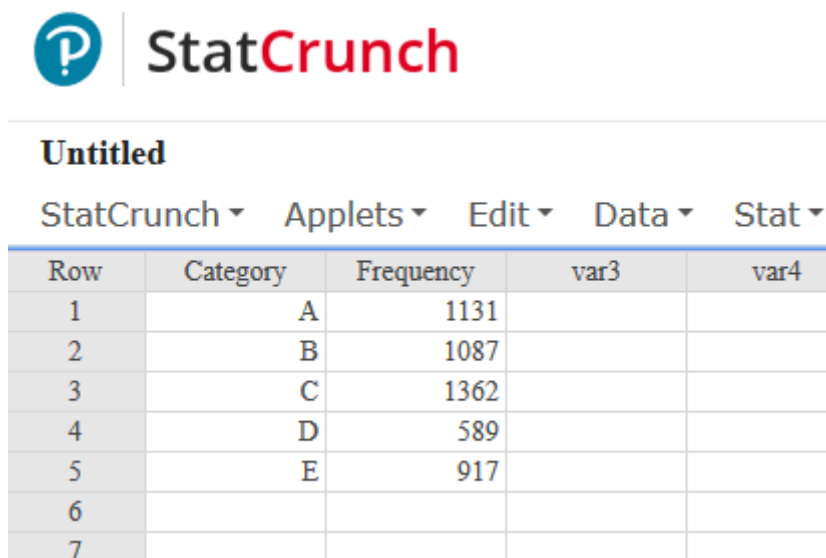 StatCrunch
Untitled
StatCrunch Applets Edit Data Stat
Row Category Frequency var3 var4
1 A 1131
2 B 1087
3 C 1362
4 D 589
5 E 917
6
7